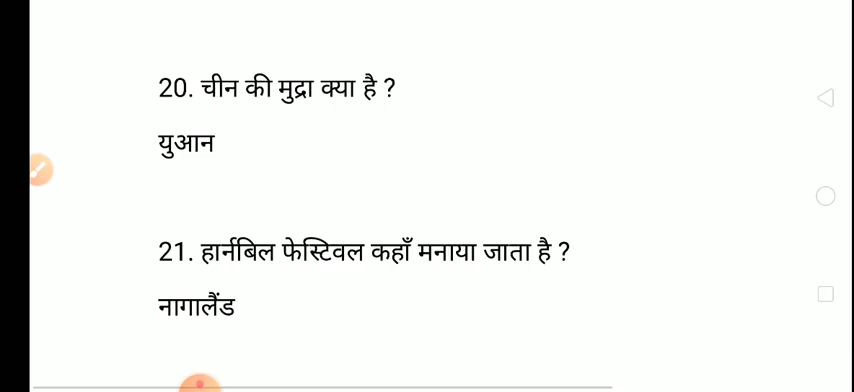 20. चीन की मुद्रा क्या है ?
युआन
21. हार्नबिल फेस्टिवल कहाँ मनाया जाता है ?
नागालैंड